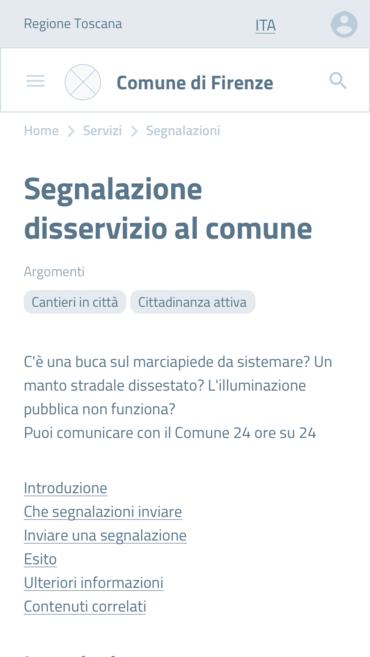 Regione Toscana
ITA
Comune di Firenze
Home
Servizi
Segnalazioni
Segnalazione
disservizio al comune
Argomenti
Cantieri in città
Cittadinanza attiva
C'è una buca sul marciapiede da sistemare? Un
manto stradale dissestato? L'illuminazione
pubblica non funziona?
Puoi comunicare con il Comune 24 ore su 24
Introduzione
Che segnalazioni inviare
Inviare una segnalazione
Esito
Ulteriori informazioni
Contenuti correlati